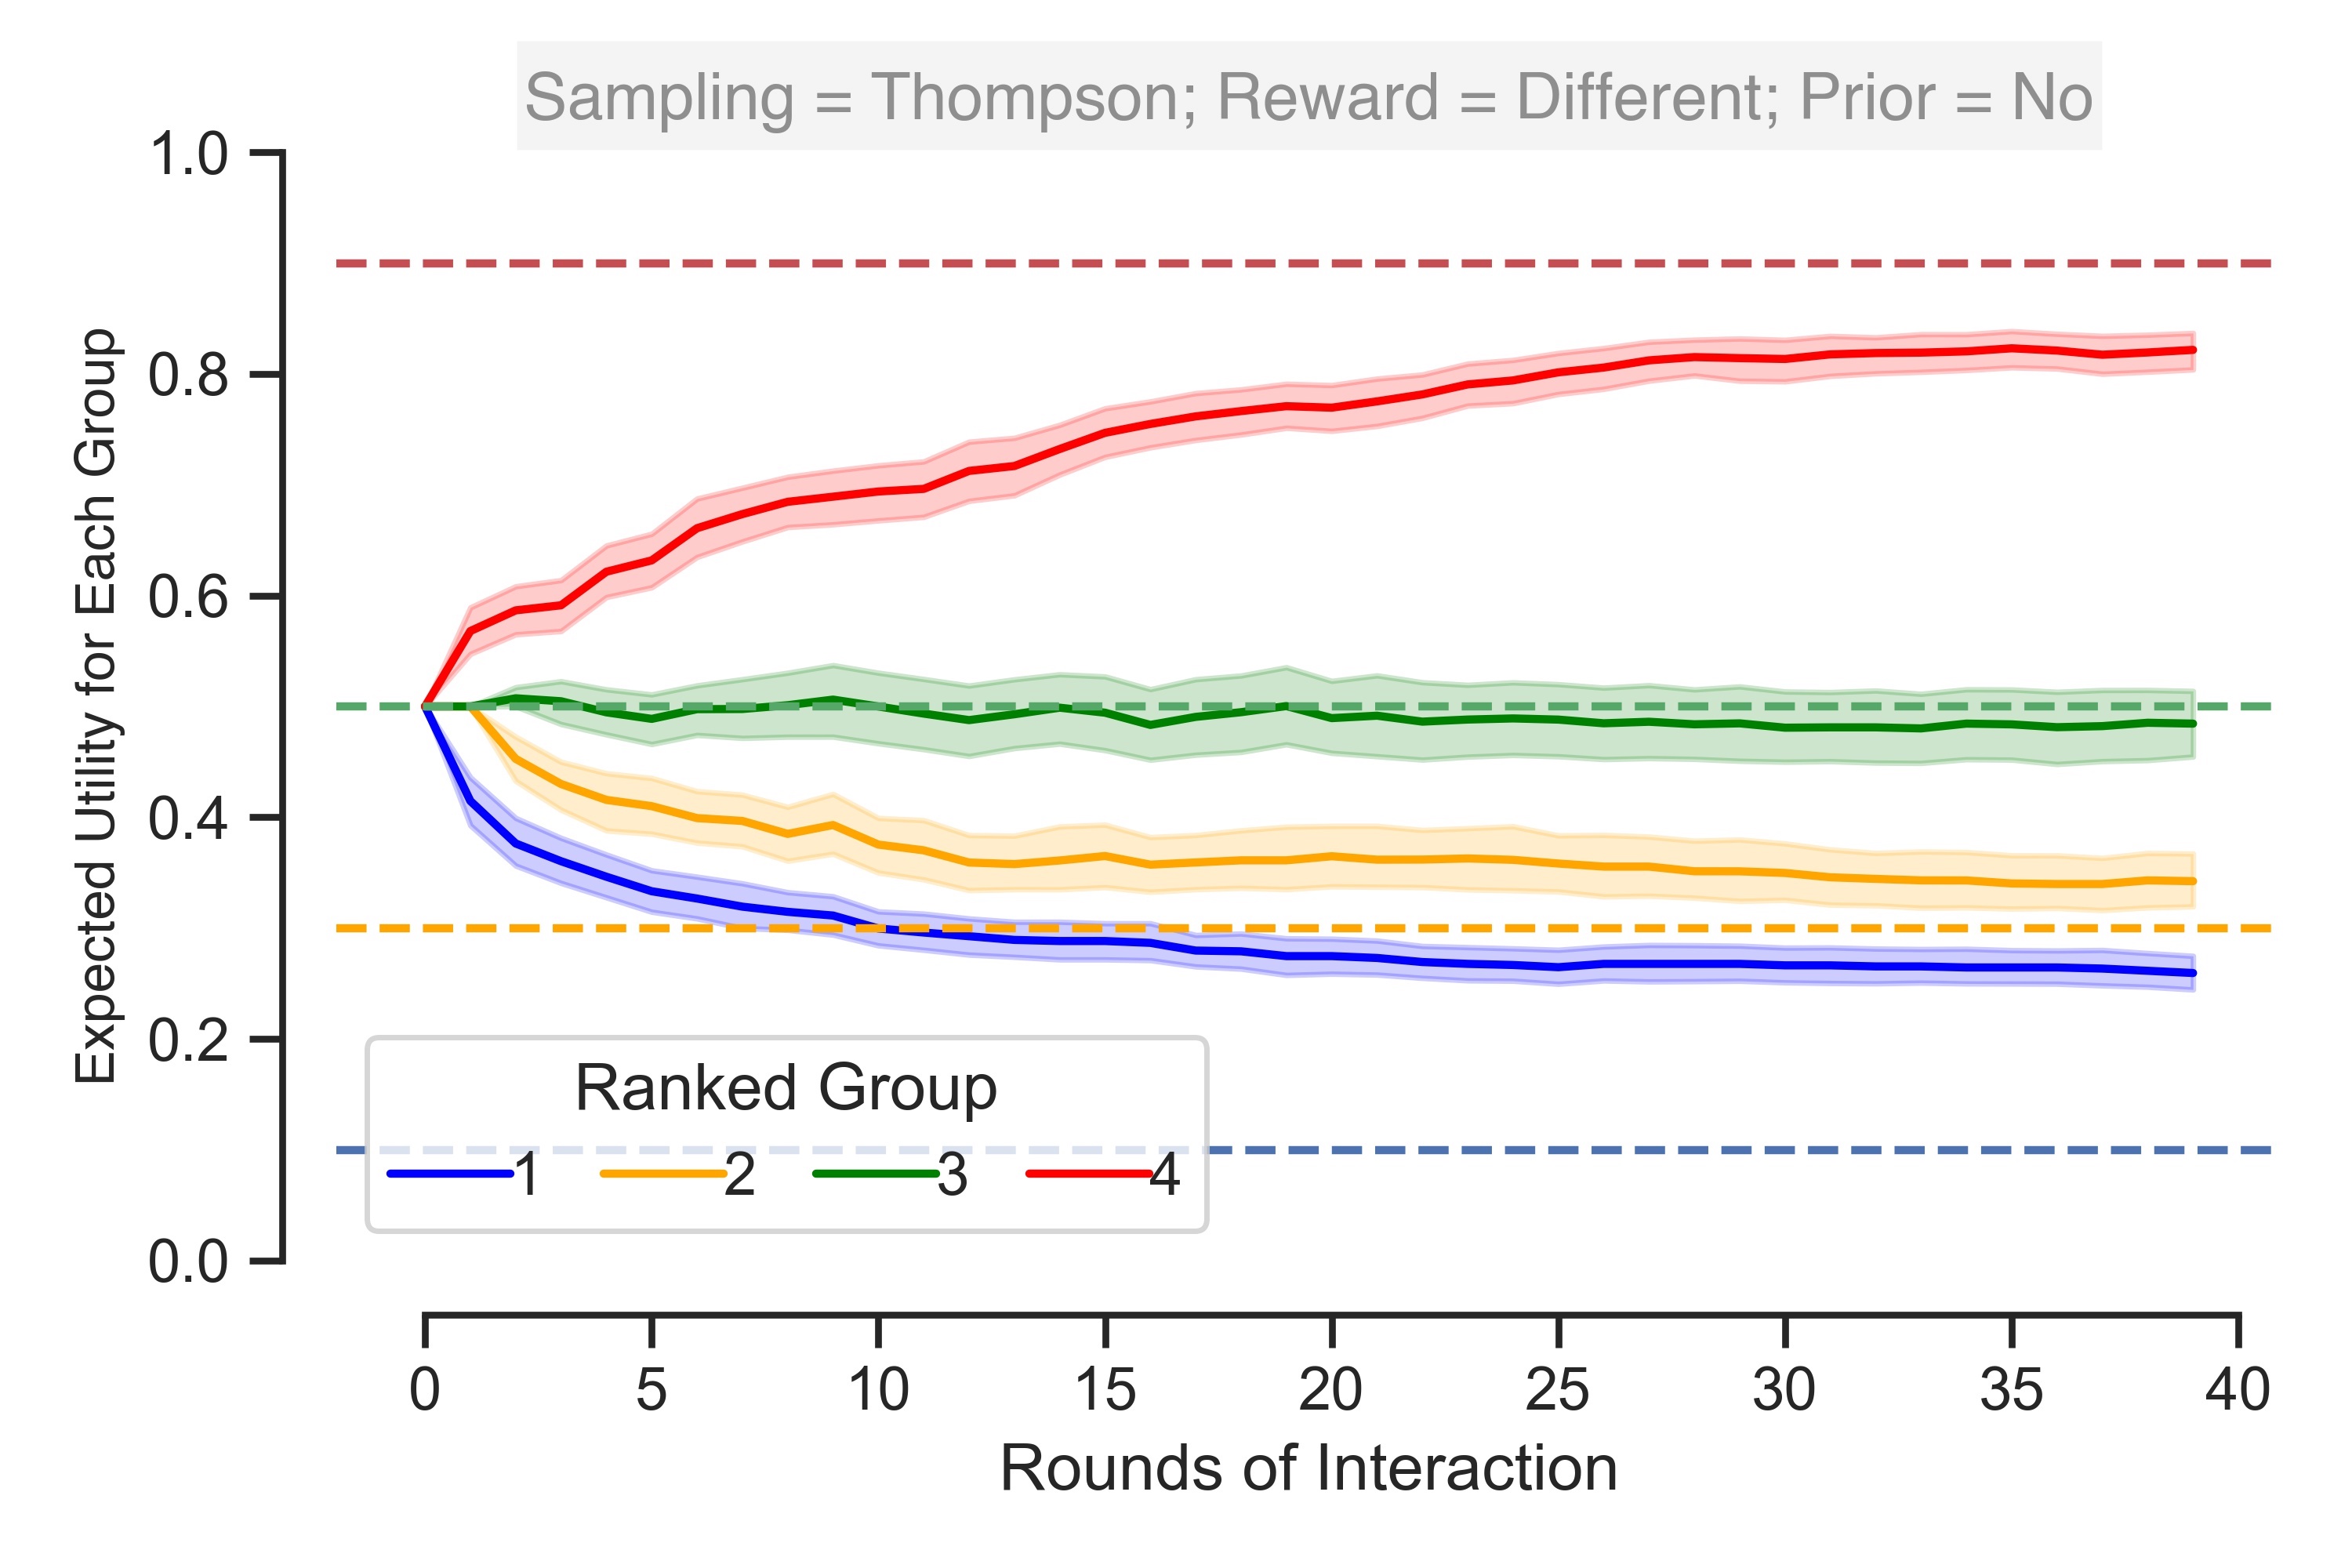 Sampling = Thompson; Reward = Different; Prior = No
Expected Utility for Each Group
1.0
0.8
0.6
0.4
0.2
0.0
Ranked Group
1 2 3 4
0 5 10 15 20 25 30 35 40
Rounds of Interaction